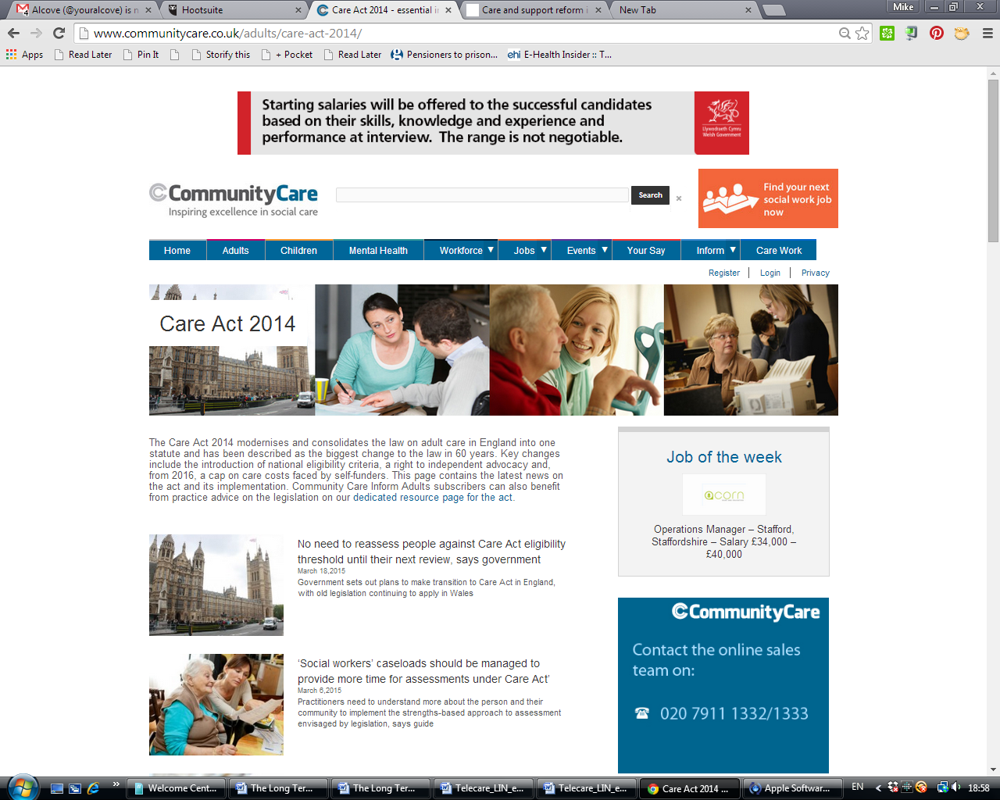 Alcove (@youralcove) is n
Hootsuite
Care Act 2014 - essential in
Care and support reform i
New Tab
Mike
4
www.communitycare.co.uk/adults/care-act-2014/
Apps
Read Later
Pin It
Storify this
+ Pocket
Read Later
Pensioners to prison...
ehi
E-Health Insider :: T...
Starting salaries will be offered to the successful candidates
based on their skills, knowledge and experience and
performance at interview. The range is not negotiable.
Llywodraeth Cymru
Welsh Government
CommunityCare
Inspiring excellence in social care
Search
×
Find your next
social work job
now
Home
Adults
Children
Mental Health
Workforce ▼
Jobs ▼
Events ▼
Your Say
Inform ▼
Care Work
Register
Login
Privacy
Care Act 2014
The Care Act 2014 modernises and consolidates the law on adult care in England into one
statute and has been described as the biggest change to the law in 60 years. Key changes
include the introduction of national eligibility criteria, a right to independent advocacy and,
from 2016, a cap on care costs faced by self-funders. This page contains the latest news on
the act and its implementation. Community Care Inform Adults subscribers can also benefit
from practice advice on the legislation on our dedicated resource page for the act.
No need to reassess people against Care Act eligibility
threshold until their next review, says government
March 18,2015
Government sets out plans to make transition to Care Act in England,
with old legislation continuing to apply in Wales
‘Social workers’ caseloads should be managed to
provide more time for assessments under Care Act’
March 6,2015
Practitioners need to understand more about the person and their
community to implement the strengths-based approach to assessment
envisaged by legislation, says guide
Job of the week
acorn
Operations Manager – Stafford,
Staffordshire – Salary £34,000 –
£40,000
CommunityCare
Contact the online sales
team on:
020 7911 1332/1333
Welcome Cent...
The Long Ter...
The Long Ter...
Telecare_LIN_e...
Telecare_LIN_e...
Care Act 2014 ...
Apple Softwar...
EN
18:58